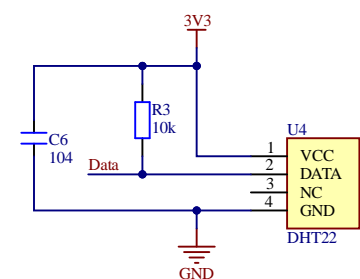 3V3
R3
10k
C6
104
Data
U4
1 VCC
2 DATA
3 NC
4 GND
DHT22
GND